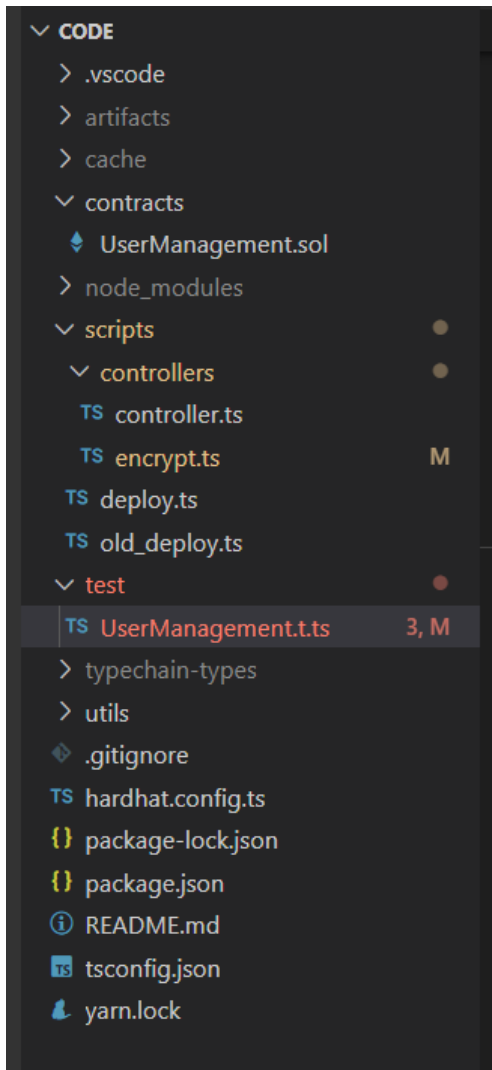 CODE
.vscode
artifacts
cache
contracts
UserManagement.sol
node_modules
scripts
controllers
TS controller.ts
TS encrypt.ts M
TS deploy.ts
TS old_deploy.ts
test
TS UserManagement.t.ts 3, M
typechain-types
utils
.gitignore
TS hardhat.config.ts
{} package-lock.json
{} package.json
README.md
TS tsconfig.json
yarn.lock